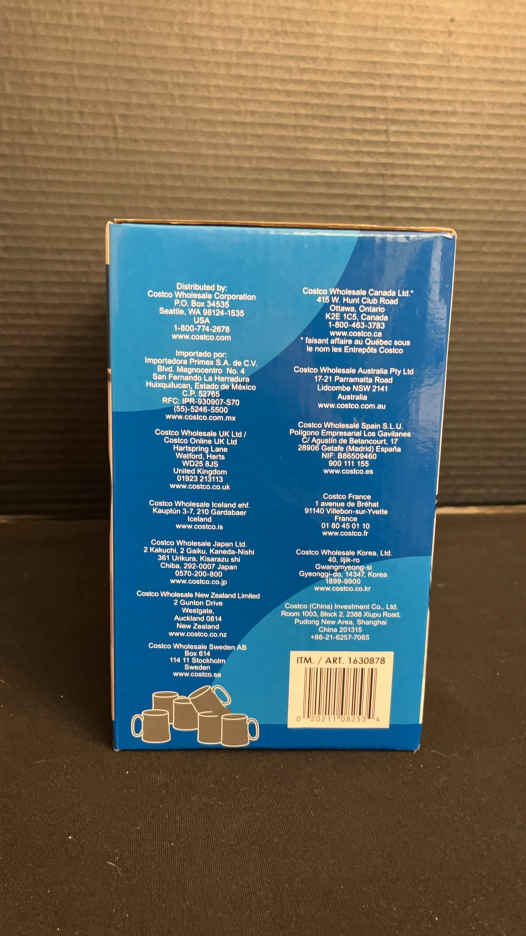 Distributed by:
Costco Wholesale Corporation
P.O. Box 34535
Seattle, WA 98124-1535
USA
1-800-774-2678
www.costco.com
Importado por:
Importadora Primex S.A. de C.V.
Blvd. Magnocentro No. 4
San Fernando La Herradura
Huixquilucan, Estado de México
C.P. 52765
RFC: IPR-930907-S70
(55)-5246-5500
www.costco.com.mx
Costco Wholesale UK Ltd /
Costco Online UK Ltd
Hartspring Lane
Watford, Herts
WD25 8JS
United Kingdom
01923 213113
www.costco.co.uk
Costco Wholesale Iceland ehf.
Kauptún 3-7, 210 Gardabaer
Iceland
www.costco.is
Costco Wholesale Japan Ltd.
2 Kakuchi, 2 Gaiku, Kaneda-Nishi
361 Urikura, Kisarazu shi
Chiba, 292-0007 Japan
0570-200-800
www.costco.co.jp
Costco Wholesale New Zealand Limited
2 Gunton Drive
Westgate,
Auckland 0814
New Zealand
www.costco.co.nz
Costco Wholesale Sweden AB
Box 614
114 11 Stockholm
Sweden
www.costco.se
Costco Wholesale Canada Ltd.*
415 W. Hunt Club Road
Ottawa, Ontario
K2E 1C5, Canada
1-800-463-3783
www.costco.ca
* faisant affaire au Québec sous
le nom les Entrepôts Costco
Costco Wholesale Australia Pty Ltd
17-21 Parramatta Road
Lidcombe NSW 2141
Australia
www.costco.com.au
Costco Wholesale Spain S.L.U.
Polígono Empresarial Los Gavilanes
C/ Agustín de Betancourt, 17
28906 Getafe (Madrid) España
NIF: B86509460
900 111 155
www.costco.es
Costco France
1 avenue de Bréhat
91140 Villebon-sur-Yvette
France
01 80 45 01 10
www.costco.fr
Costco Wholesale Korea, Ltd.
40, Iljik-ro
Gwangmyeong-si
Gyeonggi-do, 14347, Korea
1899-9900
www.costco.co.kr
Costco (China) Investment Co., Ltd.
Room 1003, Block 2, 2388 Xiupu Road,
Pudong New Area, Shanghai
China 201315
+86-21-6257-7065
ITM. / ART. 1630878